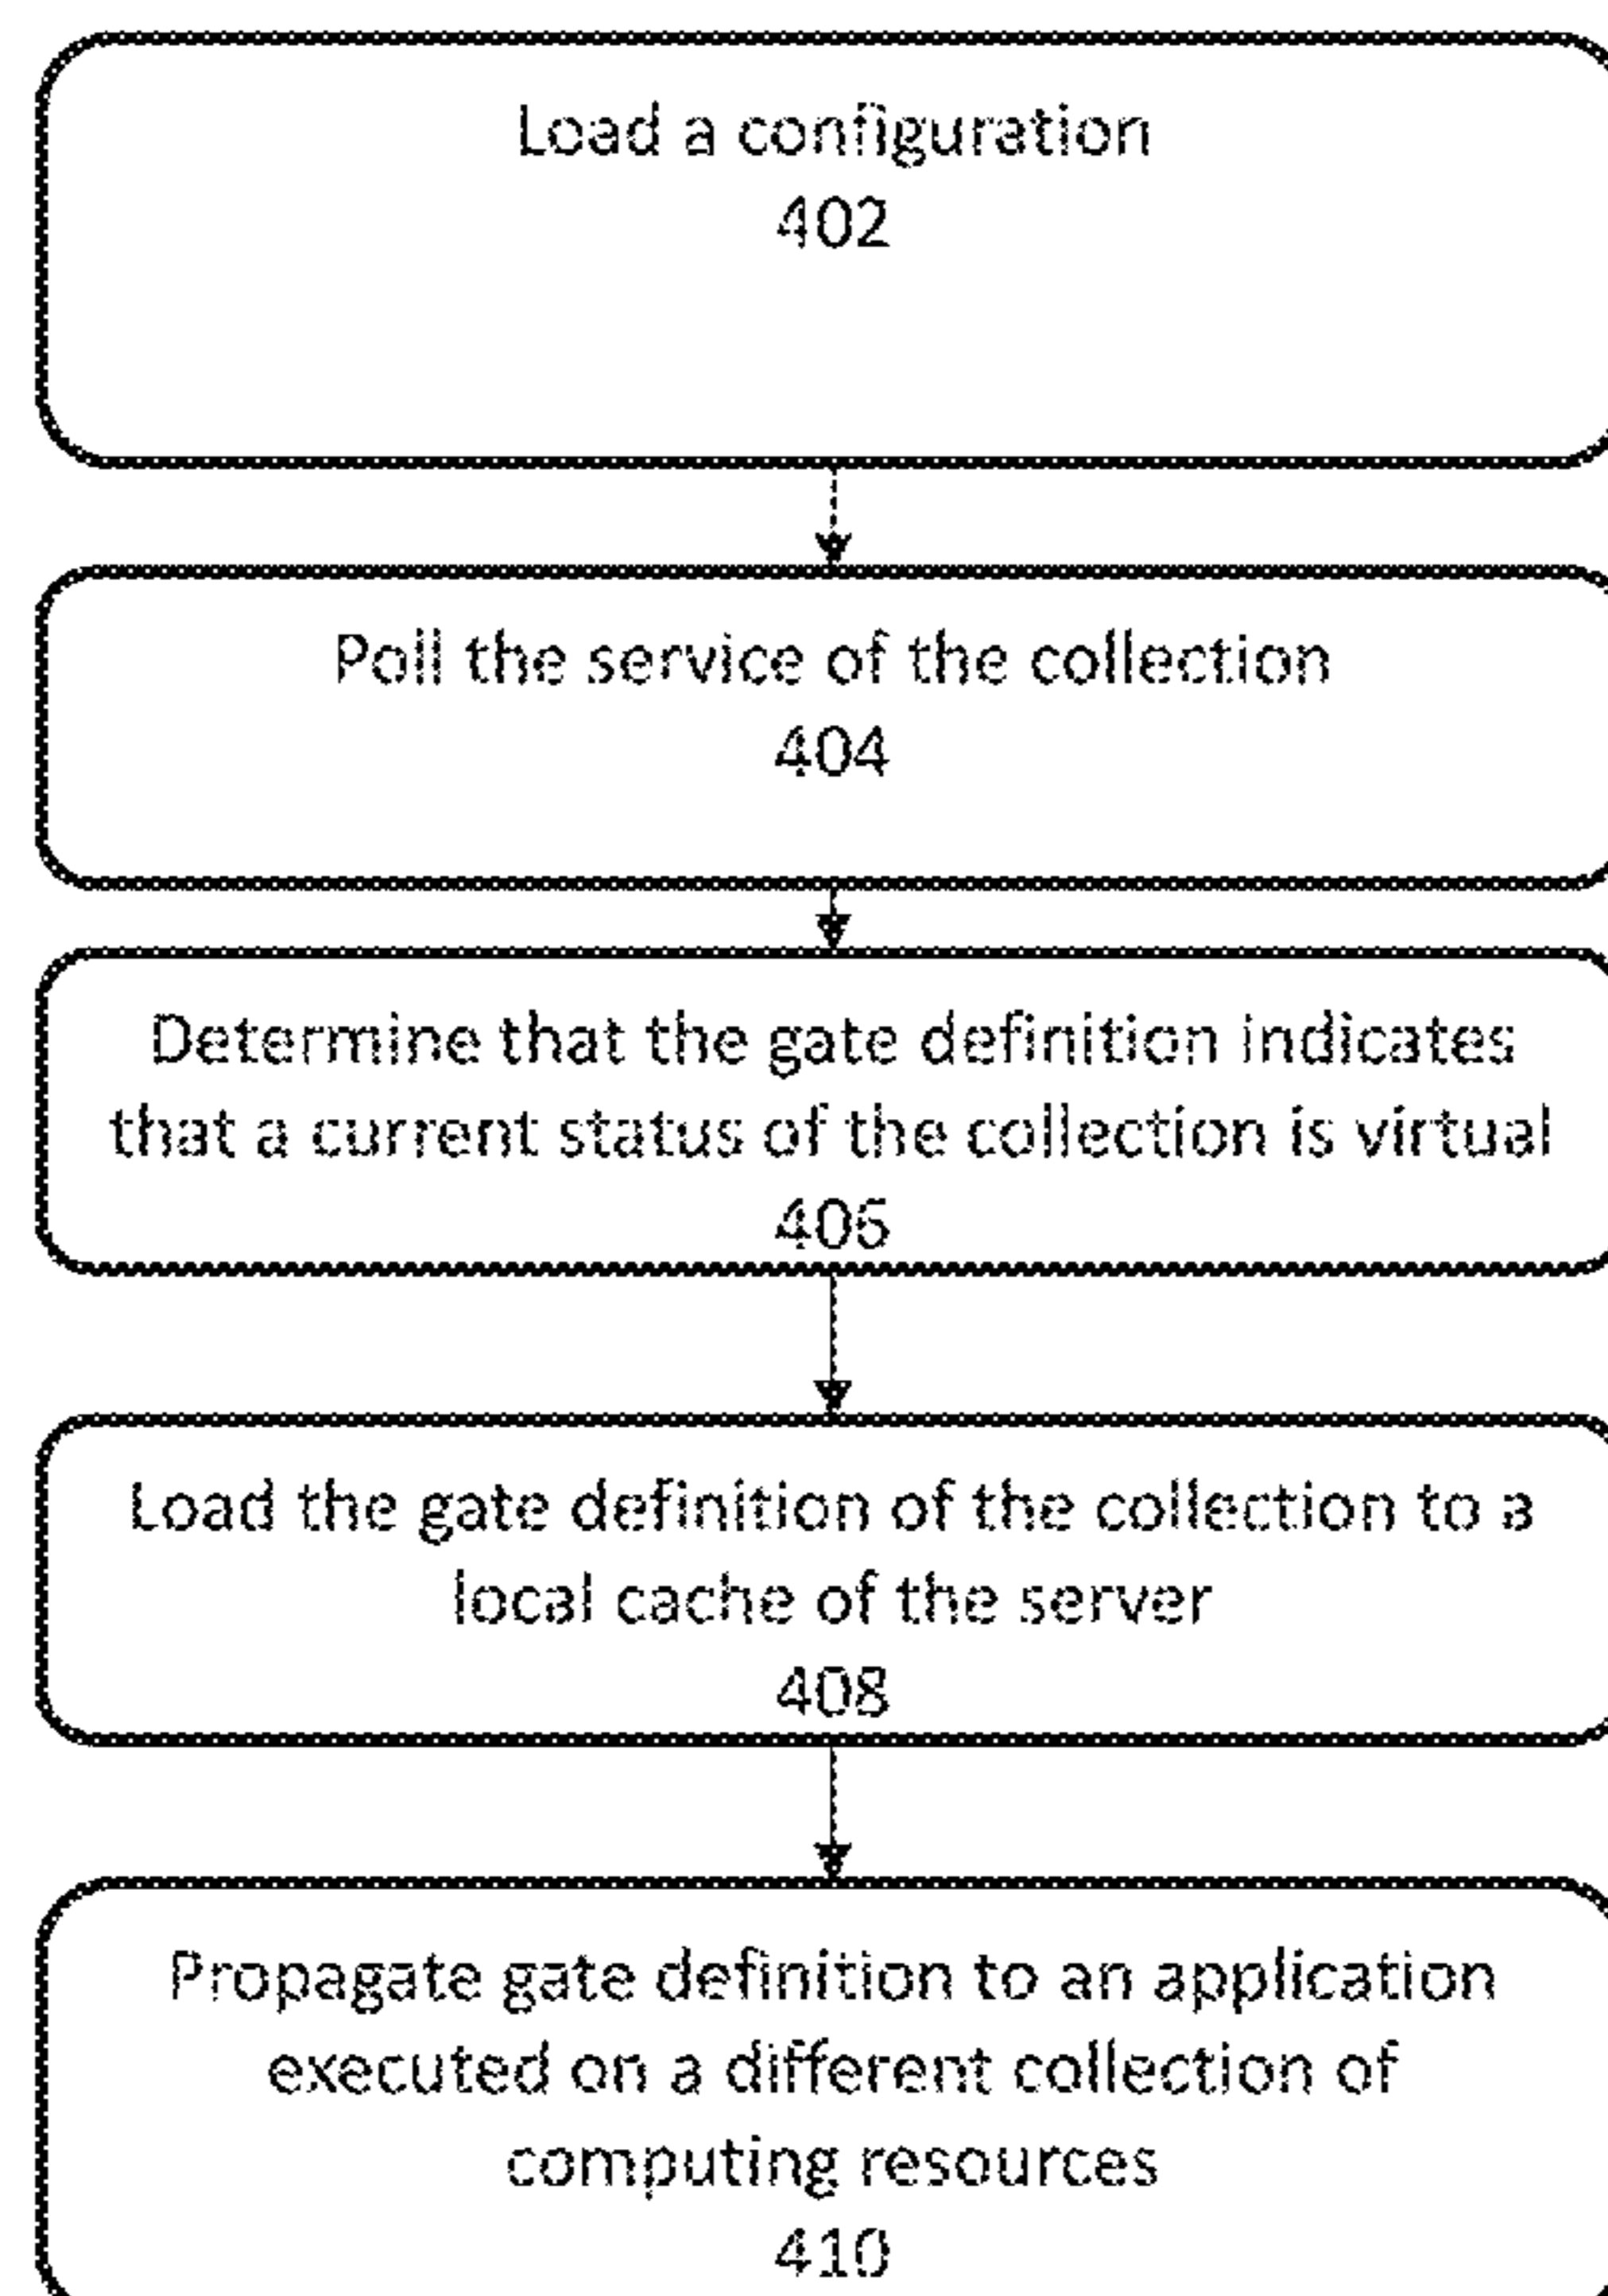 Load a configuration
402
Poll the service of the collection
404
Determine that the gate definition indicates
that a current status of the collection is virtual
406
Load the gate definition of the collection to a
local cache of the server
408
Propagate gate definition to an application
executed on a different collection of
computing resources
410